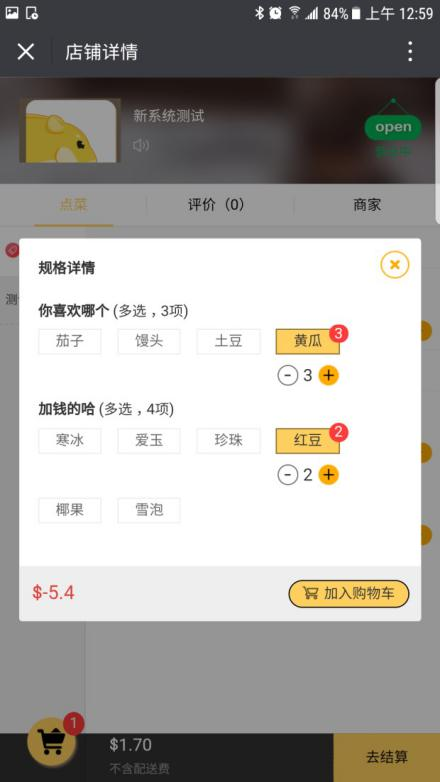 84% 上午 12:59
店铺详情
新系统测试
open
点菜 评价（0） 商家
规格详情
你喜欢哪个 (多选，3项)
茄子 馒头 土豆 黄瓜 3
- 3 +
加钱的哈 (多选，4项)
寒冰 爱玉 珍珠 红豆 2
- 2 +
椰果 雪泡
$-5.4 加入购物车
1
$1.70
不含配送费
去结算